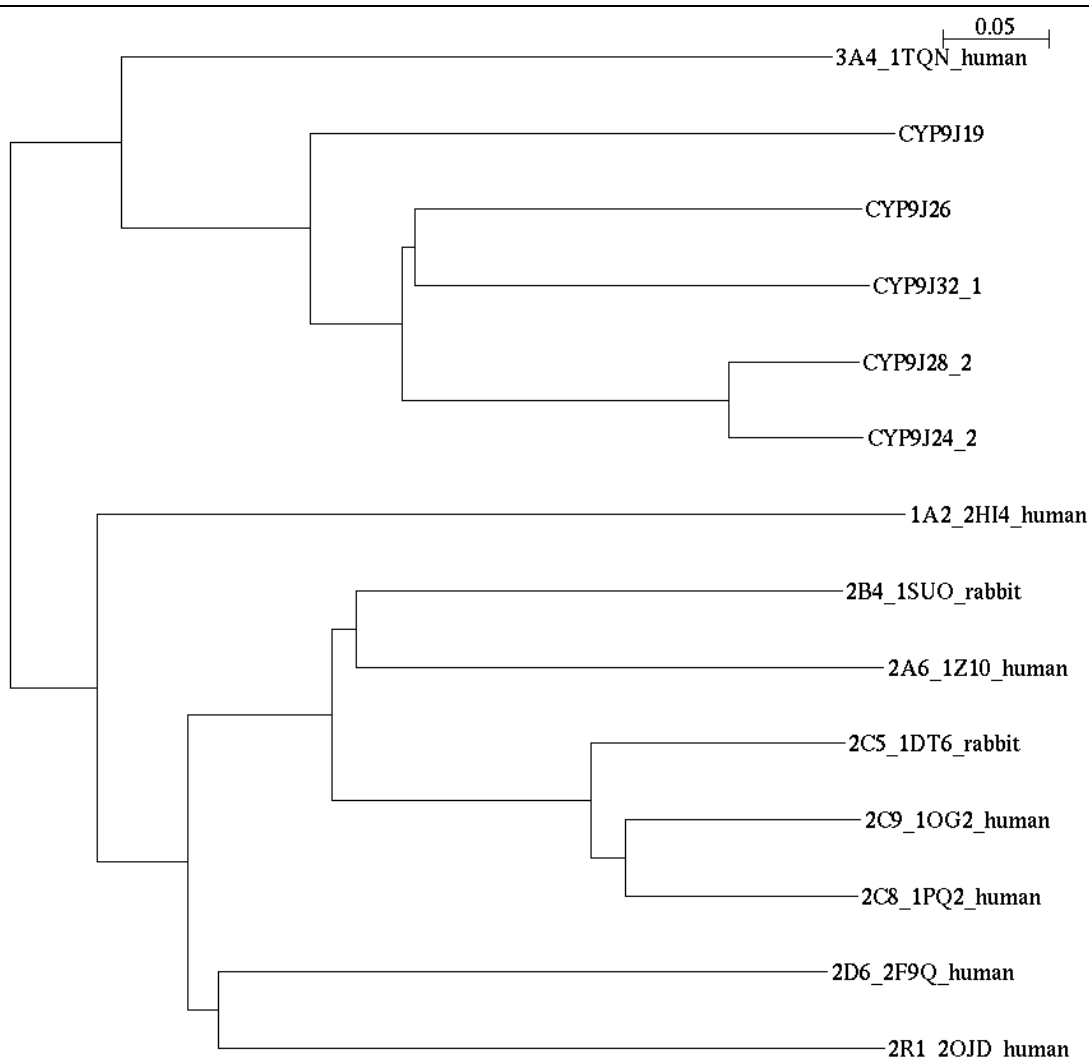 0.05
3A4_1TQN_human
CYP9J19
CYP9J26
CYP9J32_1
CYP9J28_2
CYP9J24_2
1A2_2HI4_human
2B4_1SUO_rabbit
2A6_1Z10_human
2C5_1DT6_rabbit
2C9_1OG2_human
2C8_1PQ2_human
2D6_2F9Q_human
2R1_2OJD_human